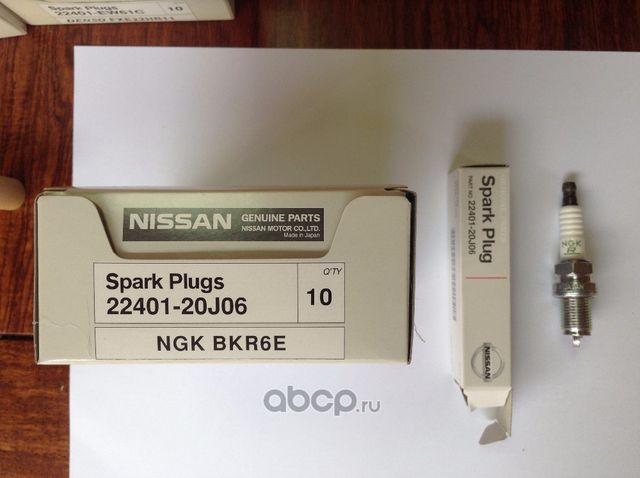 Spark Plugs
22401-EW61C
10
DENSO FXE22HR11
NISSAN
GENUINE PARTS
NISSAN MOTOR CO.,LTD.
Made in Japan
Spark Plugs
22401-20J06
Q'TY
10
NGK BKR6E
Spark Plug
PART NO. 22401-20J06
NISSAN
NGK
abcp.ru